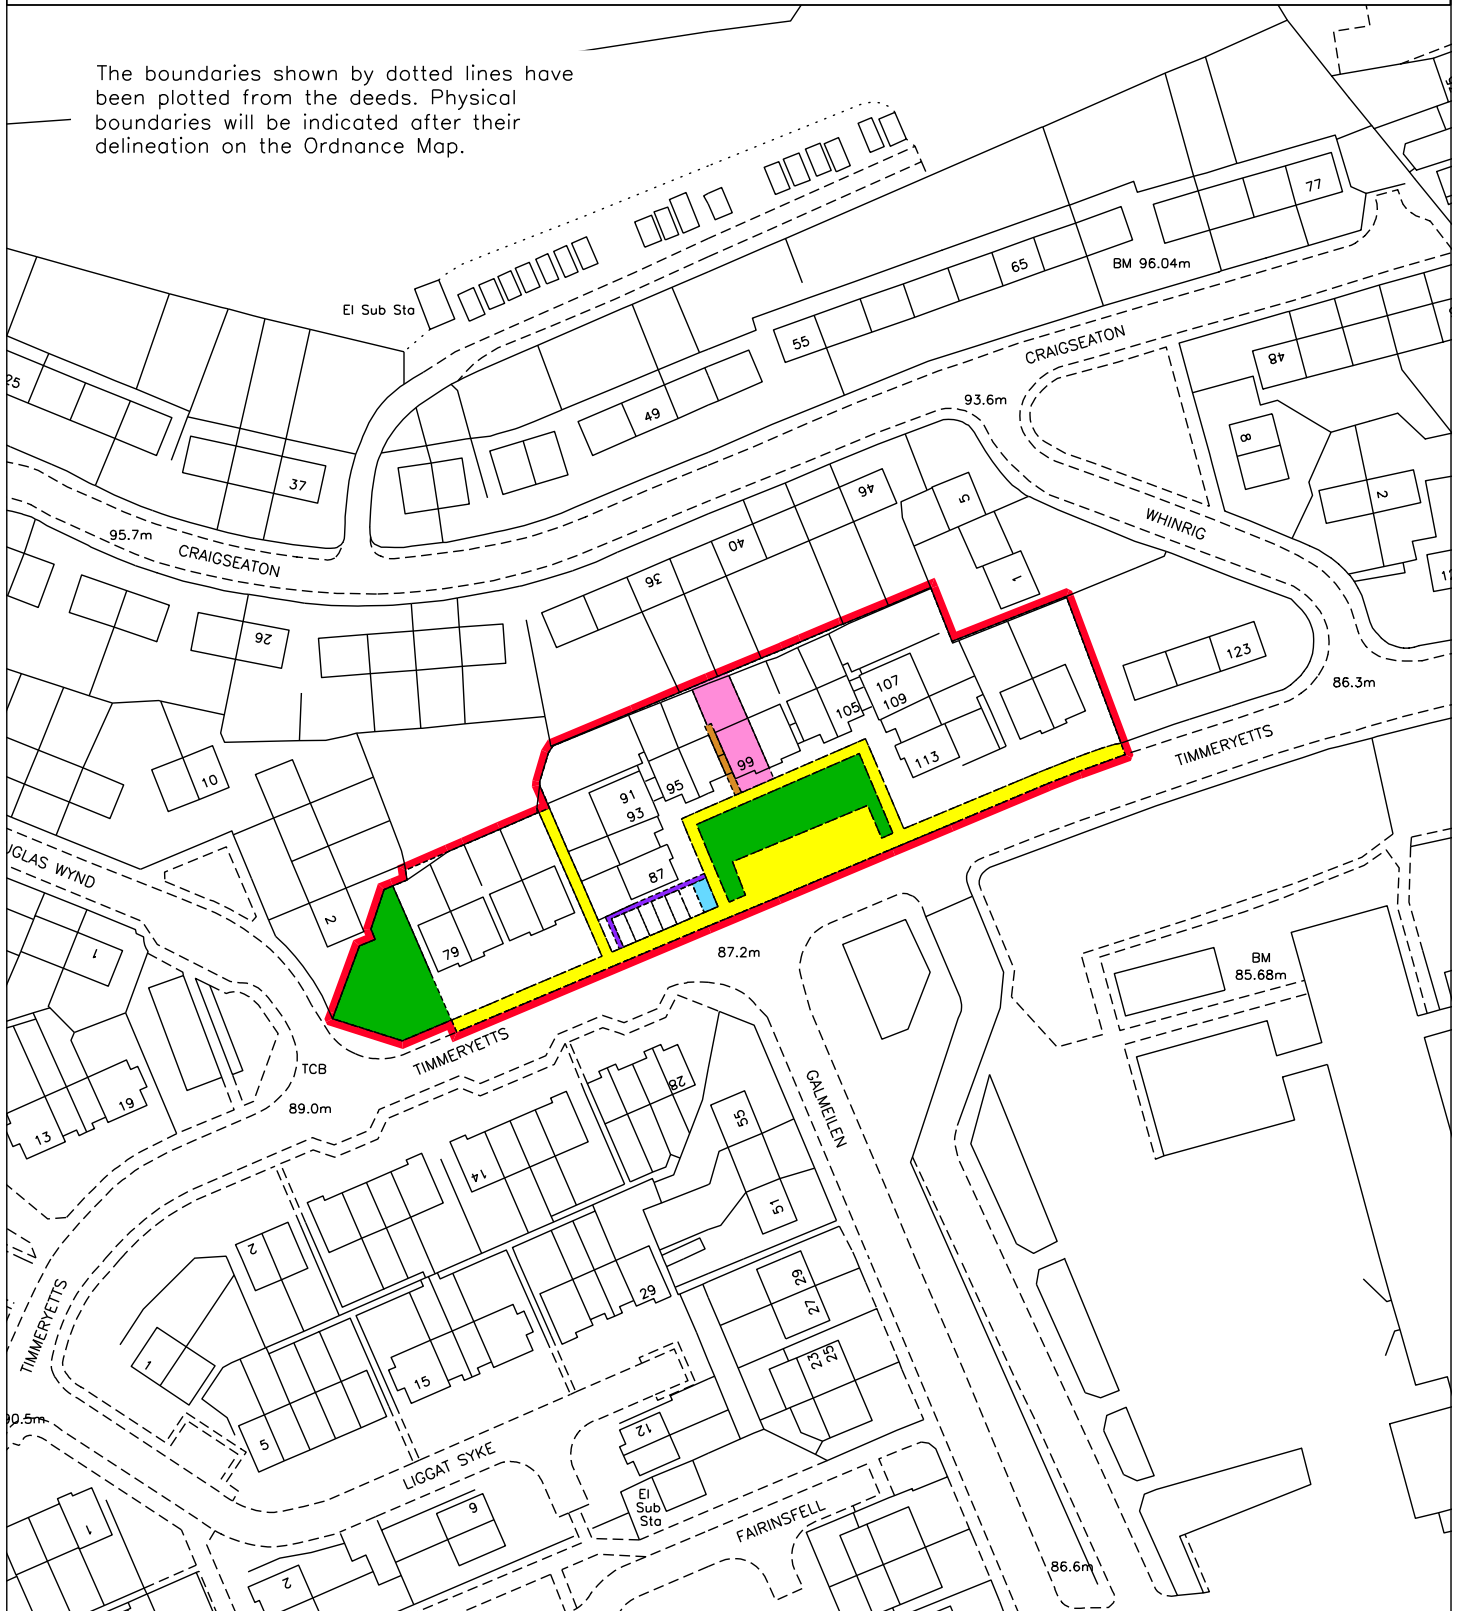 The boundaries shown by dotted lines have
been plotted from the deeds. Physical
boundaries will be indicated after their
delineation on the Ordnance Map.
77
65
BM 96.04m
El Sub Sta
55
CRAIGSEATON
48
25
93.6m
49
8
37
46
5
2
95.7m
CRAIGSEATON
40
WHINRIG
36
1
26
123
107
109
86.3m
105
TIMMERYETTS
99
113
10
95
91
93
87
UGLAS WYND
2
79
87.2m
1
BM
85.68m
TIMMERYETTS
TCB
28
19
89.0m
55
GALMEILEN
13
14
51
2
29
27
29
TIMMERYETTS
1
23
25
15
90.5m
12
5
LIGGAT SYKE
El
Sub
Sta
9
1
FAIRINSFELL
86.6m
2